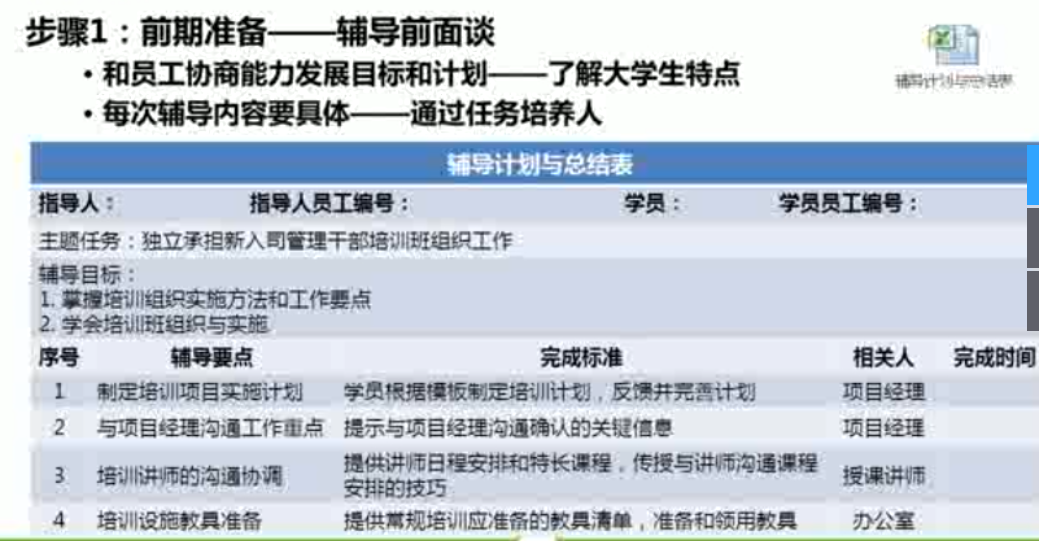 步骤1：前期准备——辅导前面谈
• 和员工协商能力发展目标和计划——了解大学生特点
• 每次辅导内容要具体——通过任务培养人
辅导计划与总结表
辅导计划与总结表
指导人： 指导人员工编号： 学员： 学员员工编号：
主题任务：独立承担新入司管理干部培训班组织工作
辅导目标：
1. 掌握培训组织实施方法和工作要点
2. 学会培训班组织与实施
序号 辅导要点 完成标准 相关人 完成时间
1 制定培训项目实施计划 学员根据模板制定培训计划，反馈并完善计划 项目经理
2 与项目经理沟通工作重点 提示与项目经理沟通确认的关键信息 项目经理
3 培训讲师的沟通协调 提供讲师日程安排和特长课程，传授与讲师沟通课程
安排的技巧 授课讲师
4 培训设施教具准备 提供常规培训应准备的教具清单，准备和领用教具 办公室